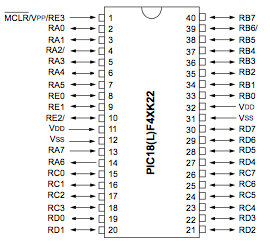 MCLR/VPP/RE3 1 40 RB7
RA0 2 39 RB6/
RA1 3 38 RB5
RA2/ 4 37 RB4
RA3 5 36 RB3
RA4 6 35 RB2
RA5 7 34 RB1
RE0 8 33 RB0
RE1 9 32 VDD
RE2/ 10 31 VSS
VDD 11 30 RD7
VSS 12 29 RD6
RA7 13 28 RD5
RA6 14 27 RD4
RC0 15 26 RC7
RC1 16 25 RC6
RC2 17 24 RC5
RC3 18 23 RC4
RD0 19 22 RD3
RD1 20 21 RD2
PIC18(L)F4XK22